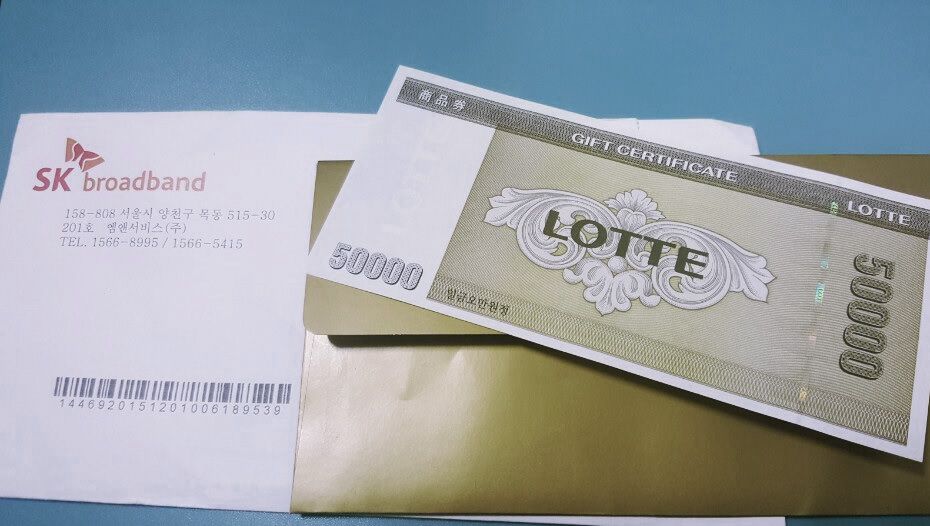 SK broadband
158-808 서울시 양천구 목동 515-30
201호 엠앤서비스(주)
TEL. 1566-8995 / 1566-5415
1446920151201006189539
商品券
GIFT CERTIFICATE
LOTTE
LOTTE
50000
50000
일금오만원정